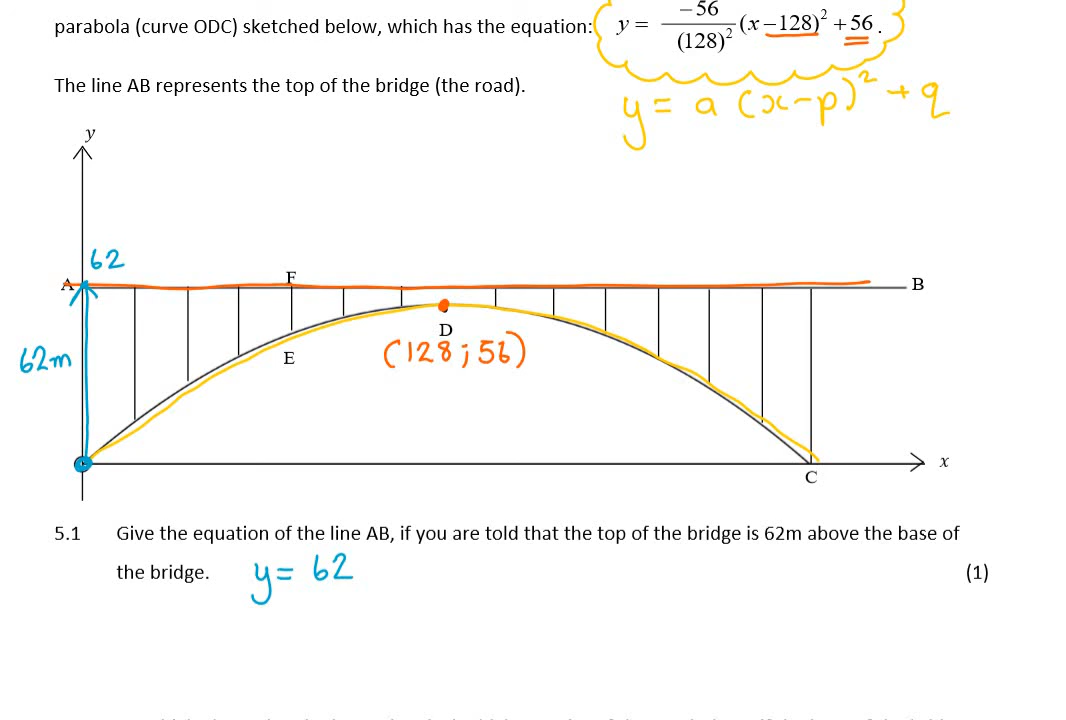 parabola (curve ODC) sketched below, which has the equation: y = -56/(128)² (x −128)² + 56 .
The line AB represents the top of the bridge (the road).
y = a (x-p)² + q
y
62
A
F
B
62m
D
E
(128 ; 56)
x
C
5.1 Give the equation of the line AB, if you are told that the top of the bridge is 62m above the base of
the bridge. y = 62 (1)